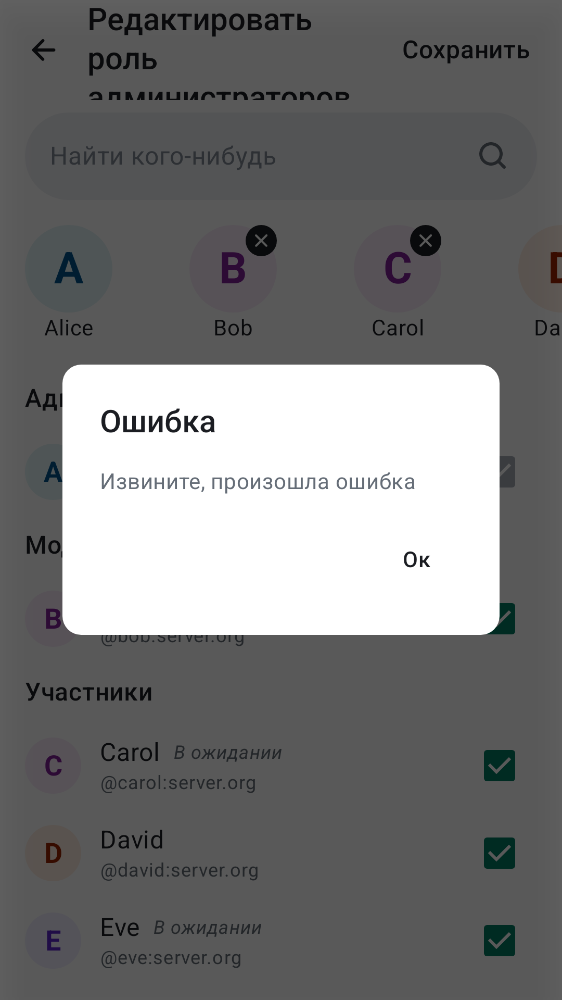 Редактировать
роль
администраторов
Сохранить
Найти кого-нибудь
A
B
C
D
Alice
Bob
Carol
Da
Ад
A
Ошибка
Извините, произошла ошибка
Ок
Мо
B
@bob:server.org
Участники
C
Carol В ожидании
@carol:server.org
D
David
@david:server.org
E
Eve В ожидании
@eve:server.org